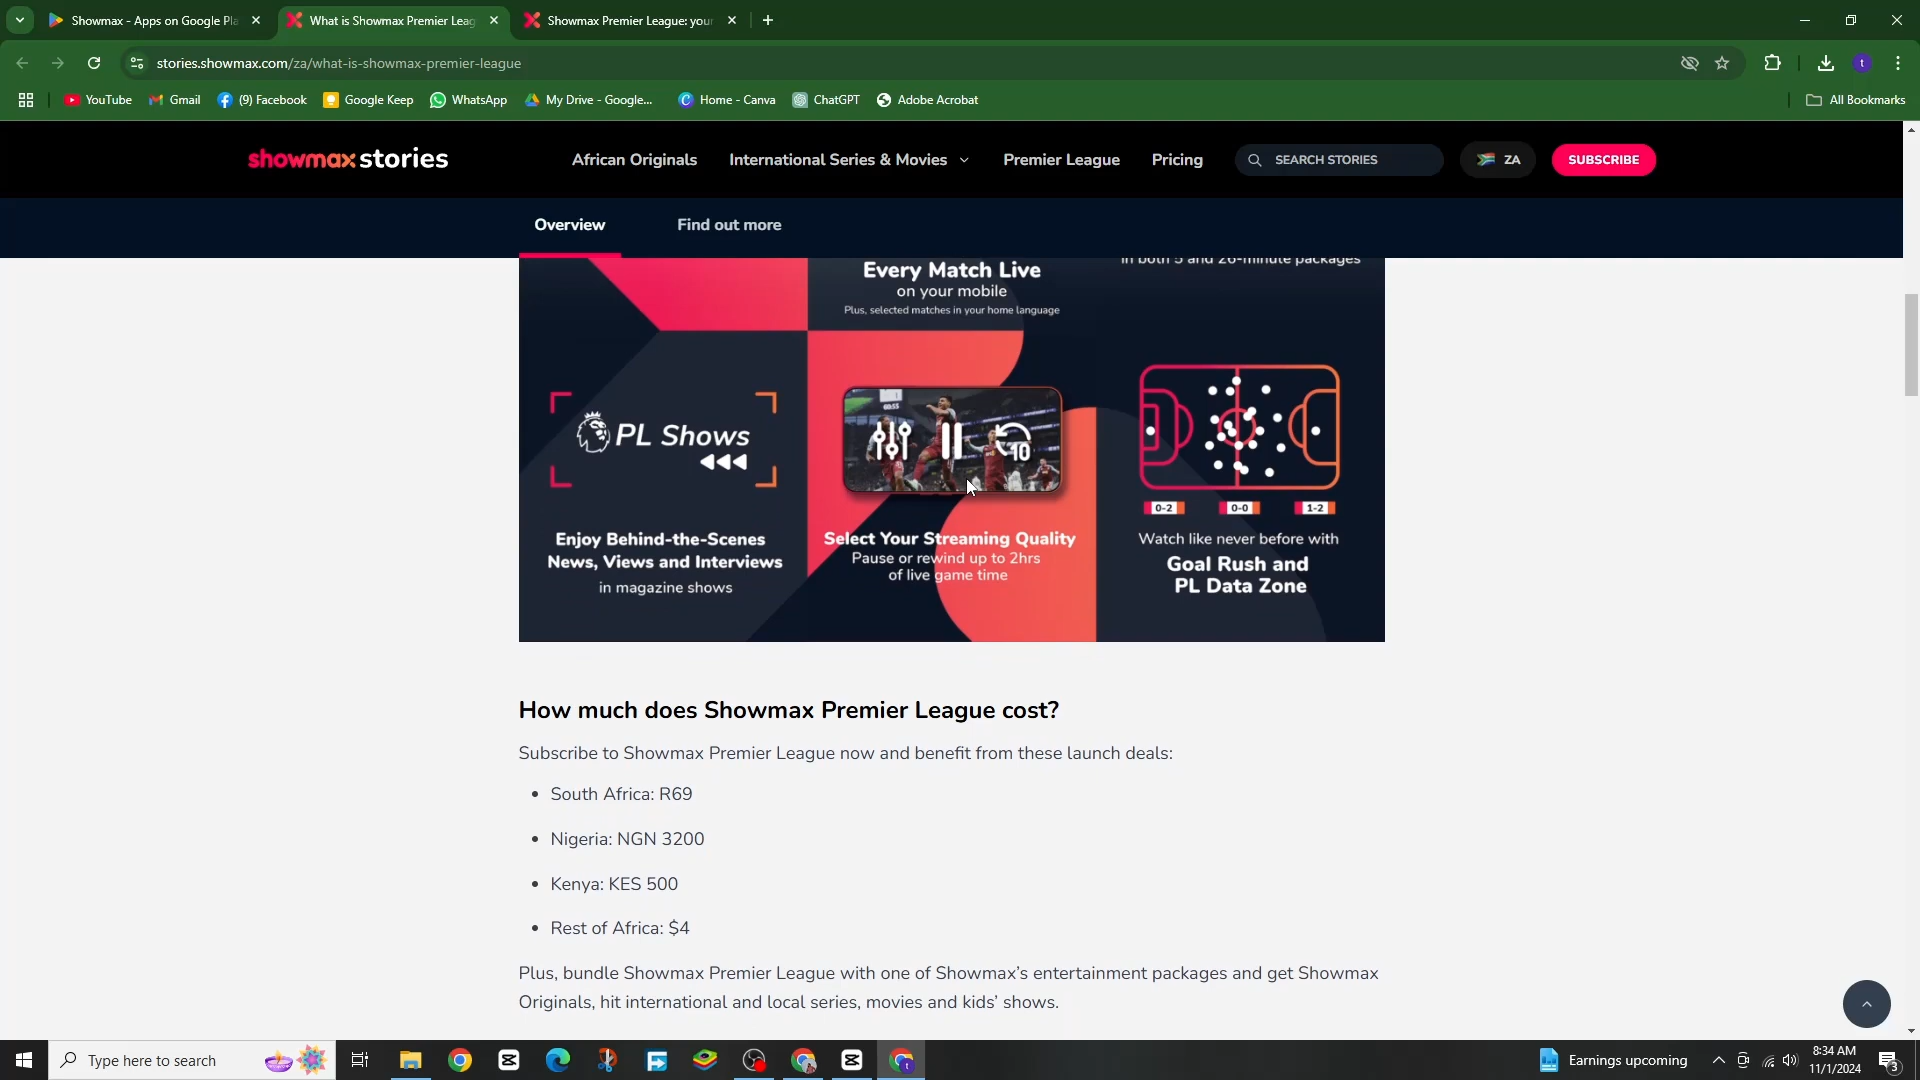 Showmax - Apps on Google Pla
What is Showmax Premier Leag
Showmax Premier League: your
stories.showmax.com/za/what-is-showmax-premier-league
t
YouTube
Gmail
(9) Facebook
Google Keep
WhatsApp
My Drive - Google...
Home - Canva
ChatGPT
Adobe Acrobat
All Bookmarks
showmax stories
African Originals
International Series & Movies
Premier League
Pricing
SEARCH STORIES
ZA
SUBSCRIBE
Overview
Find out more
in both 5 and 26-minute packages
Every Match Live
on your mobile
Plus, selected matches in your home language
PL Shows
Enjoy Behind-the-Scenes
News, Views and Interviews
in magazine shows
10
Select Your Streaming Quality
Pause or rewind up to 2hrs
of live game time
0-2 0-0 1-2
Watch like never before with
Goal Rush and
PL Data Zone
How much does Showmax Premier League cost?
Subscribe to Showmax Premier League now and benefit from these launch deals:
• South Africa: R69
• Nigeria: NGN 3200
• Kenya: KES 500
• Rest of Africa: $4
Plus, bundle Showmax Premier League with one of Showmax’s entertainment packages and get Showmax
Originals, hit international and local series, movies and kids’ shows.
Type here to search
Earnings upcoming
8:34 AM
11/1/2024
3